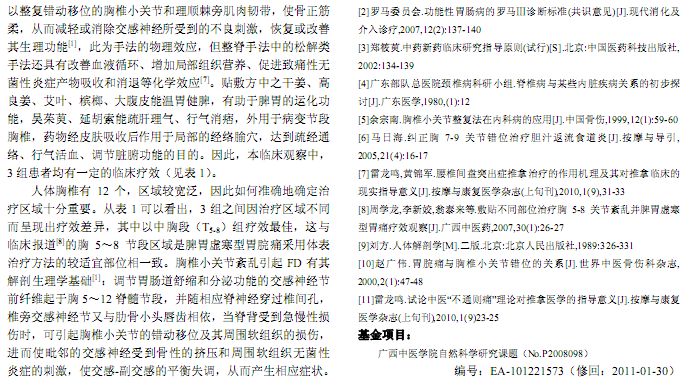 以整复错动移位的胸椎小关节和理顺棘旁肌肉韧带，使骨正筋
柔，从而减轻或消除交感神经所受到的不良刺激，恢复或改善
其生理功能[1]，此为手法的物理效应，但整脊手法中的松解类
手法还具有改善血液循环、增加局部组织营养、促进致痛性无
菌性炎症产物吸收和消退等化学效应[7]。贴敷方中之干姜、高
良姜、艾叶、槟榔、大腹皮能温胃健脾，有助于脾胃的运化功
能，吴茱萸、延胡索能疏肝理气、行气消痞，外用于病变节段
胸椎，药物经皮肤吸收后作用于局部的经络腧穴，达到疏经通
络、行气活血、调节脏腑功能的目的。因此，本临床观察中，
3 组患者均有一定的临床疗效（见表 1）。
人体胸椎有 12 个，区域较宽泛，因此如何准确地确定治
疗区域十分重要。从表 1 可以看出，3 组之间因治疗区域不同
而呈现出疗效差异，其中以中胸段（T5-8）组疗效最佳，这与
临床报道[8]的胸 5～8 节段区域是脾胃虚寒型胃脘痛采用体表
治疗方法的较适宜部位相一致。胸椎小关节紊乱引起 FD 有其
解剖生理学基础[1]：调节胃肠道舒缩和分泌功能的交感神经节
前纤维起于胸 5～12 脊髓节段，并随相应脊神经穿过椎间孔，
椎旁交感神经节又与肋骨小头唇齿相依，当脊背受到急慢性损
伤时，可引起胸椎小关节的错动移位及其周围软组织的损伤，
进而使毗邻的交感神经受到骨性的挤压和周围软组织无菌性
炎症的刺激，使交感-副交感的平衡失调，从而产生相应症状。
[2]罗马委员会.功能性胃肠病的罗马Ⅲ诊断标准(共识意见)[J].现代消化及
介入诊疗,2007,12(2):137-140
[3]郑筱萸.中药新药临床研究指导原则(试行)[S].北京:中国医药科技出版社,
2002:134-139
[4]广东部队总医院颈椎病科研小组.脊椎病与某些内脏疾病关系的初步探
讨[J].广东医学,1980,(1):12
[5]余宗南.胸椎小关节整复法在内科病的应用[J].中国骨伤,1999,12(1):59-60
[6]马日海.纠正胸 7-9 关节错位治疗胆汁返流食道炎[J].按摩与导引,
2005,21(4):16-17
[7]雷龙鸣,黄锦军.腰椎间盘突出症推拿治疗的作用机理及其对推拿临床的
现实指导意义[J].按摩与康复医学杂志(上旬刊),2010,1(9),31-33
[8]周学龙,李新姣,翁泰来等.敷贴不同部位治疗胸 5-8 关节紊乱并脾胃虚寒
型胃痛疗效观察[J].广西中医药,2007,30(1):26-27
[9]刘方.人体解剖学[M].二版.北京:北京人民出版社,1989:326-331
[10]赵广伟.胃脘痛与胸椎小关节错位的关系[J].世界中医骨伤科杂志,
2000,2(1):47-48
[11]雷龙鸣.试论中医“不通则痛”理论对推拿医学的指导意义[J].按摩与康复
医学杂志(上旬刊),2010,1(9)23-25
基金项目：
广西中医学院自然科学研究课题（No.P2008098）
编号：EA-101221573（修回：2011-01-30）